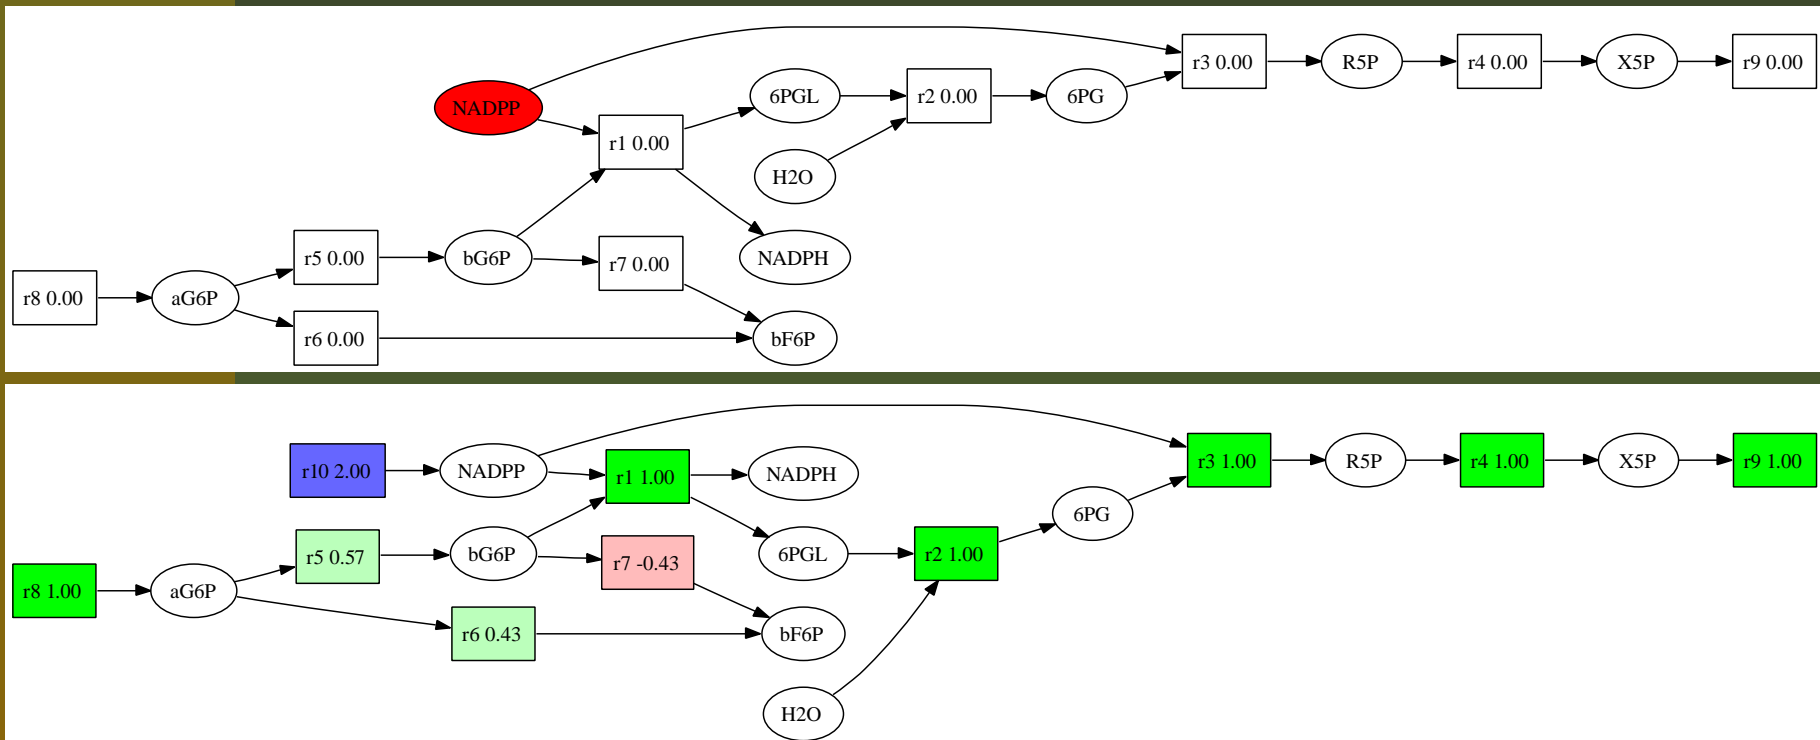 r3 0.00
R5P
r4 0.00
X5P
r9 0.00
NADPP
6PGL
r2 0.00
6PG
r1 0.00
H2O
r5 0.00
bG6P
r7 0.00
NADPH
r8 0.00
aG6P
r6 0.00
bF6P
r10 2.00
NADPP
r1 1.00
NADPH
r3 1.00
R5P
r4 1.00
X5P
r9 1.00
6PG
r5 0.57
bG6P
r7 -0.43
6PGL
r2 1.00
r8 1.00
aG6P
r6 0.43
bF6P
H2O